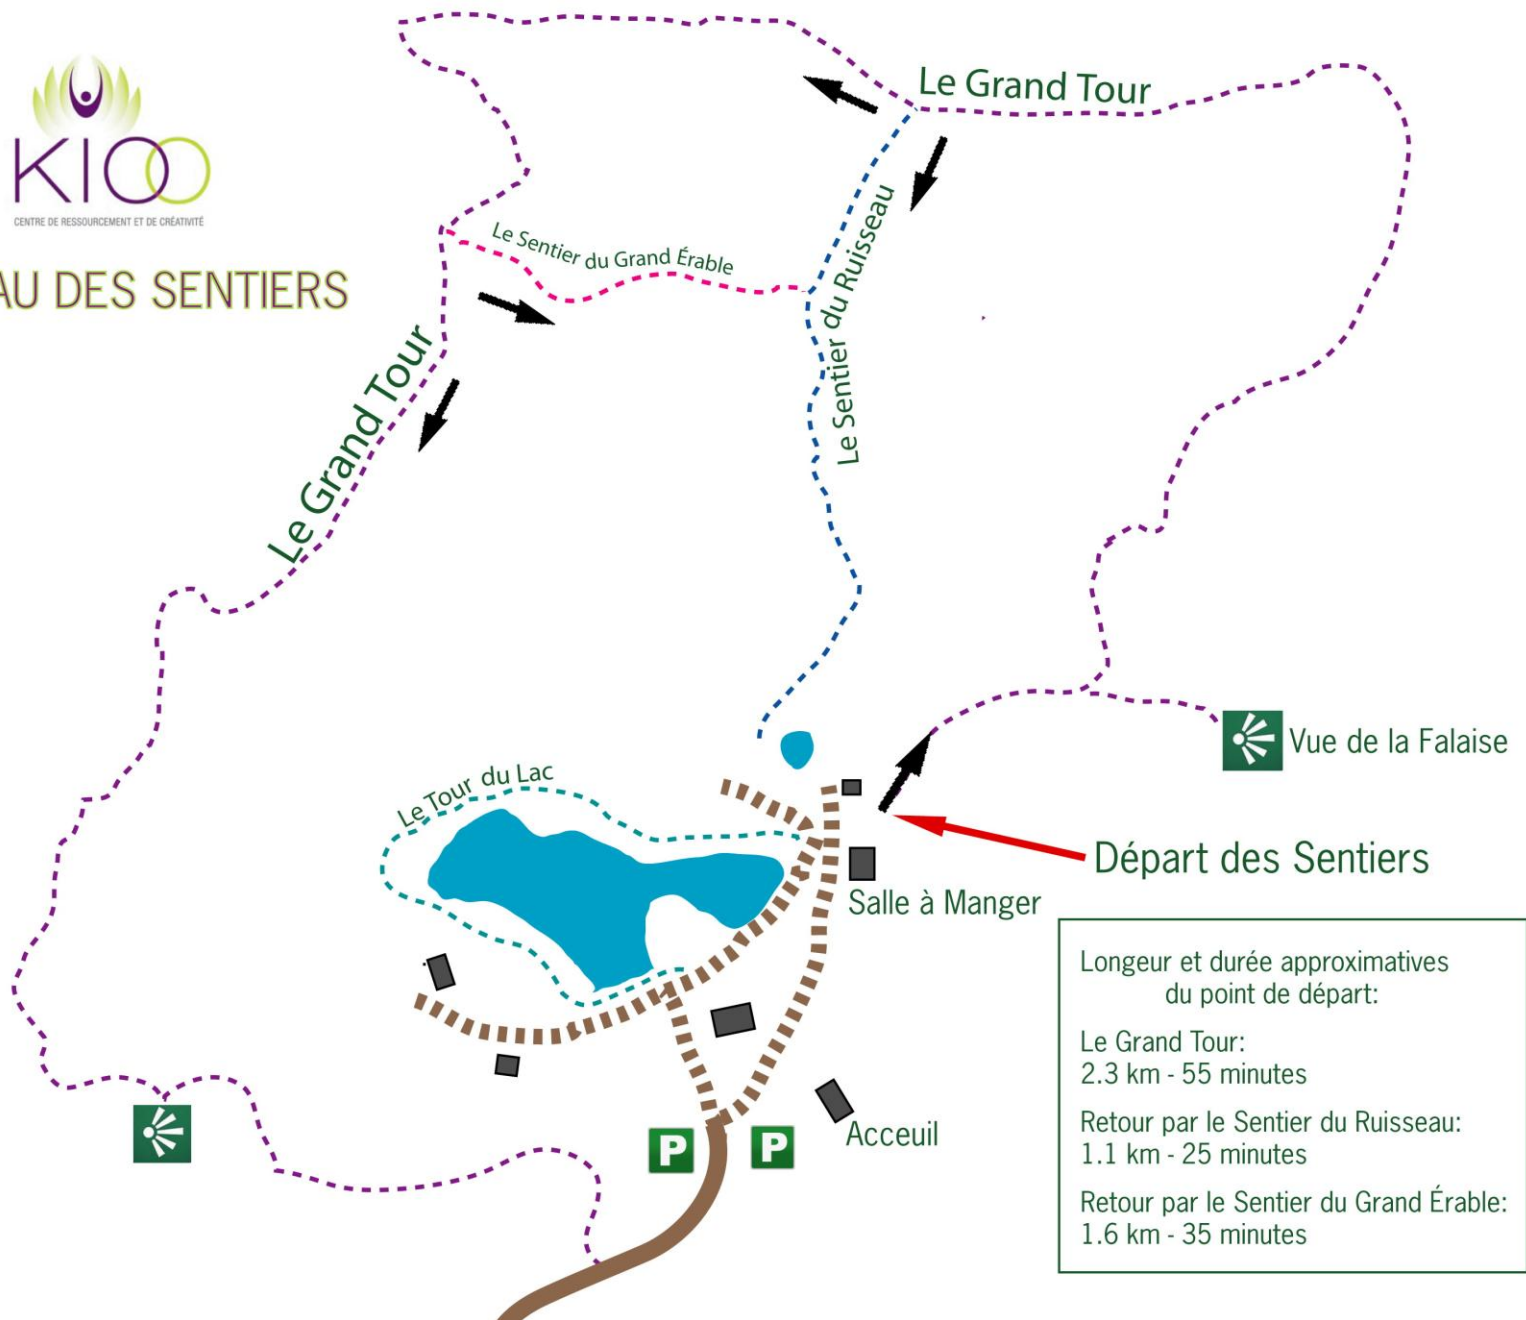 KIOO
CENTRE DE RESSOURCEMENT ET DE CRÉATIVITÉ
AU DES SENTIERS
Le Grand Tour
Le Sentier du Grand Érable
Le Sentier du Ruisseau
Le Grand Tour
Vue de la Falaise
Le Tour du Lac
Départ des Sentiers
Salle à Manger
P
P
Acceuil
Longeur et durée approximatives
du point de départ:
Le Grand Tour:
2.3 km - 55 minutes
Retour par le Sentier du Ruisseau:
1.1 km - 25 minutes
Retour par le Sentier du Grand Érable:
1.6 km - 35 minutes